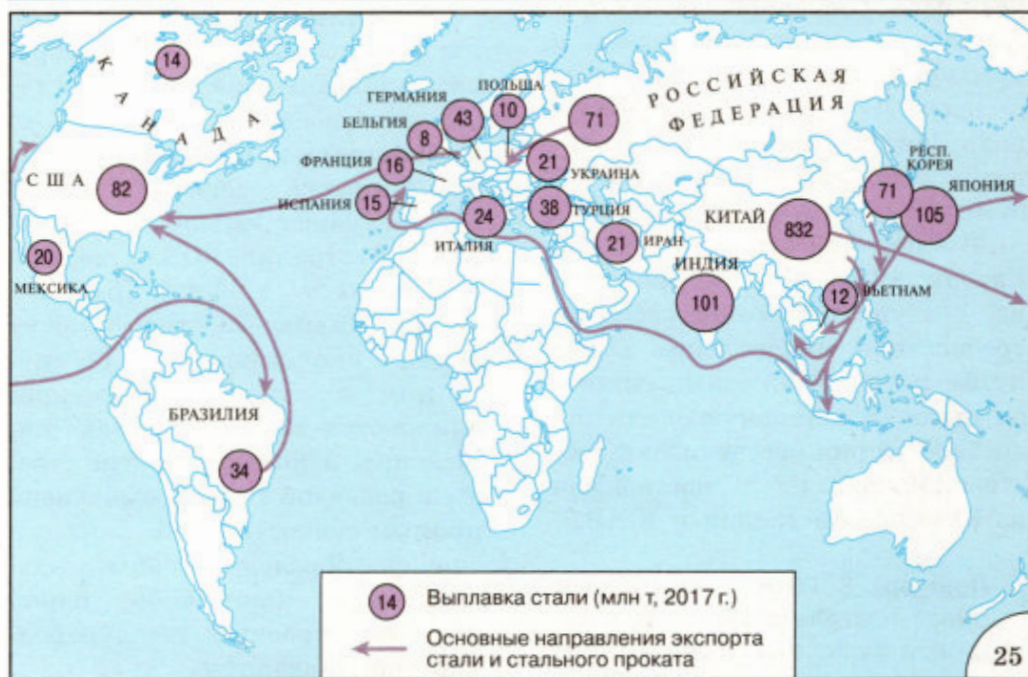 14
КАНАДА
США
82
20
МЕКСИКА
БРАЗИЛИЯ
34
ГЕРМАНИЯ
43
ПОЛЬША
10
БЕЛЬГИЯ
8
ФРАНЦИЯ
16
ИСПАНИЯ
15
24
ИТАЛИЯ
71
РОССИЙСКАЯ
ФЕДЕРАЦИЯ
21
УКРАИНА
38
ТУРЦИЯ
21
ИРАН
ИНДИЯ
101
КИТАЙ
832
РЕСП.
КОРЕЯ
71
ЯПОНИЯ
105
12
ВЬЕТНАМ
14 Выплавка стали (млн т, 2017 г.)
Основные направления экспорта
стали и стального проката
25